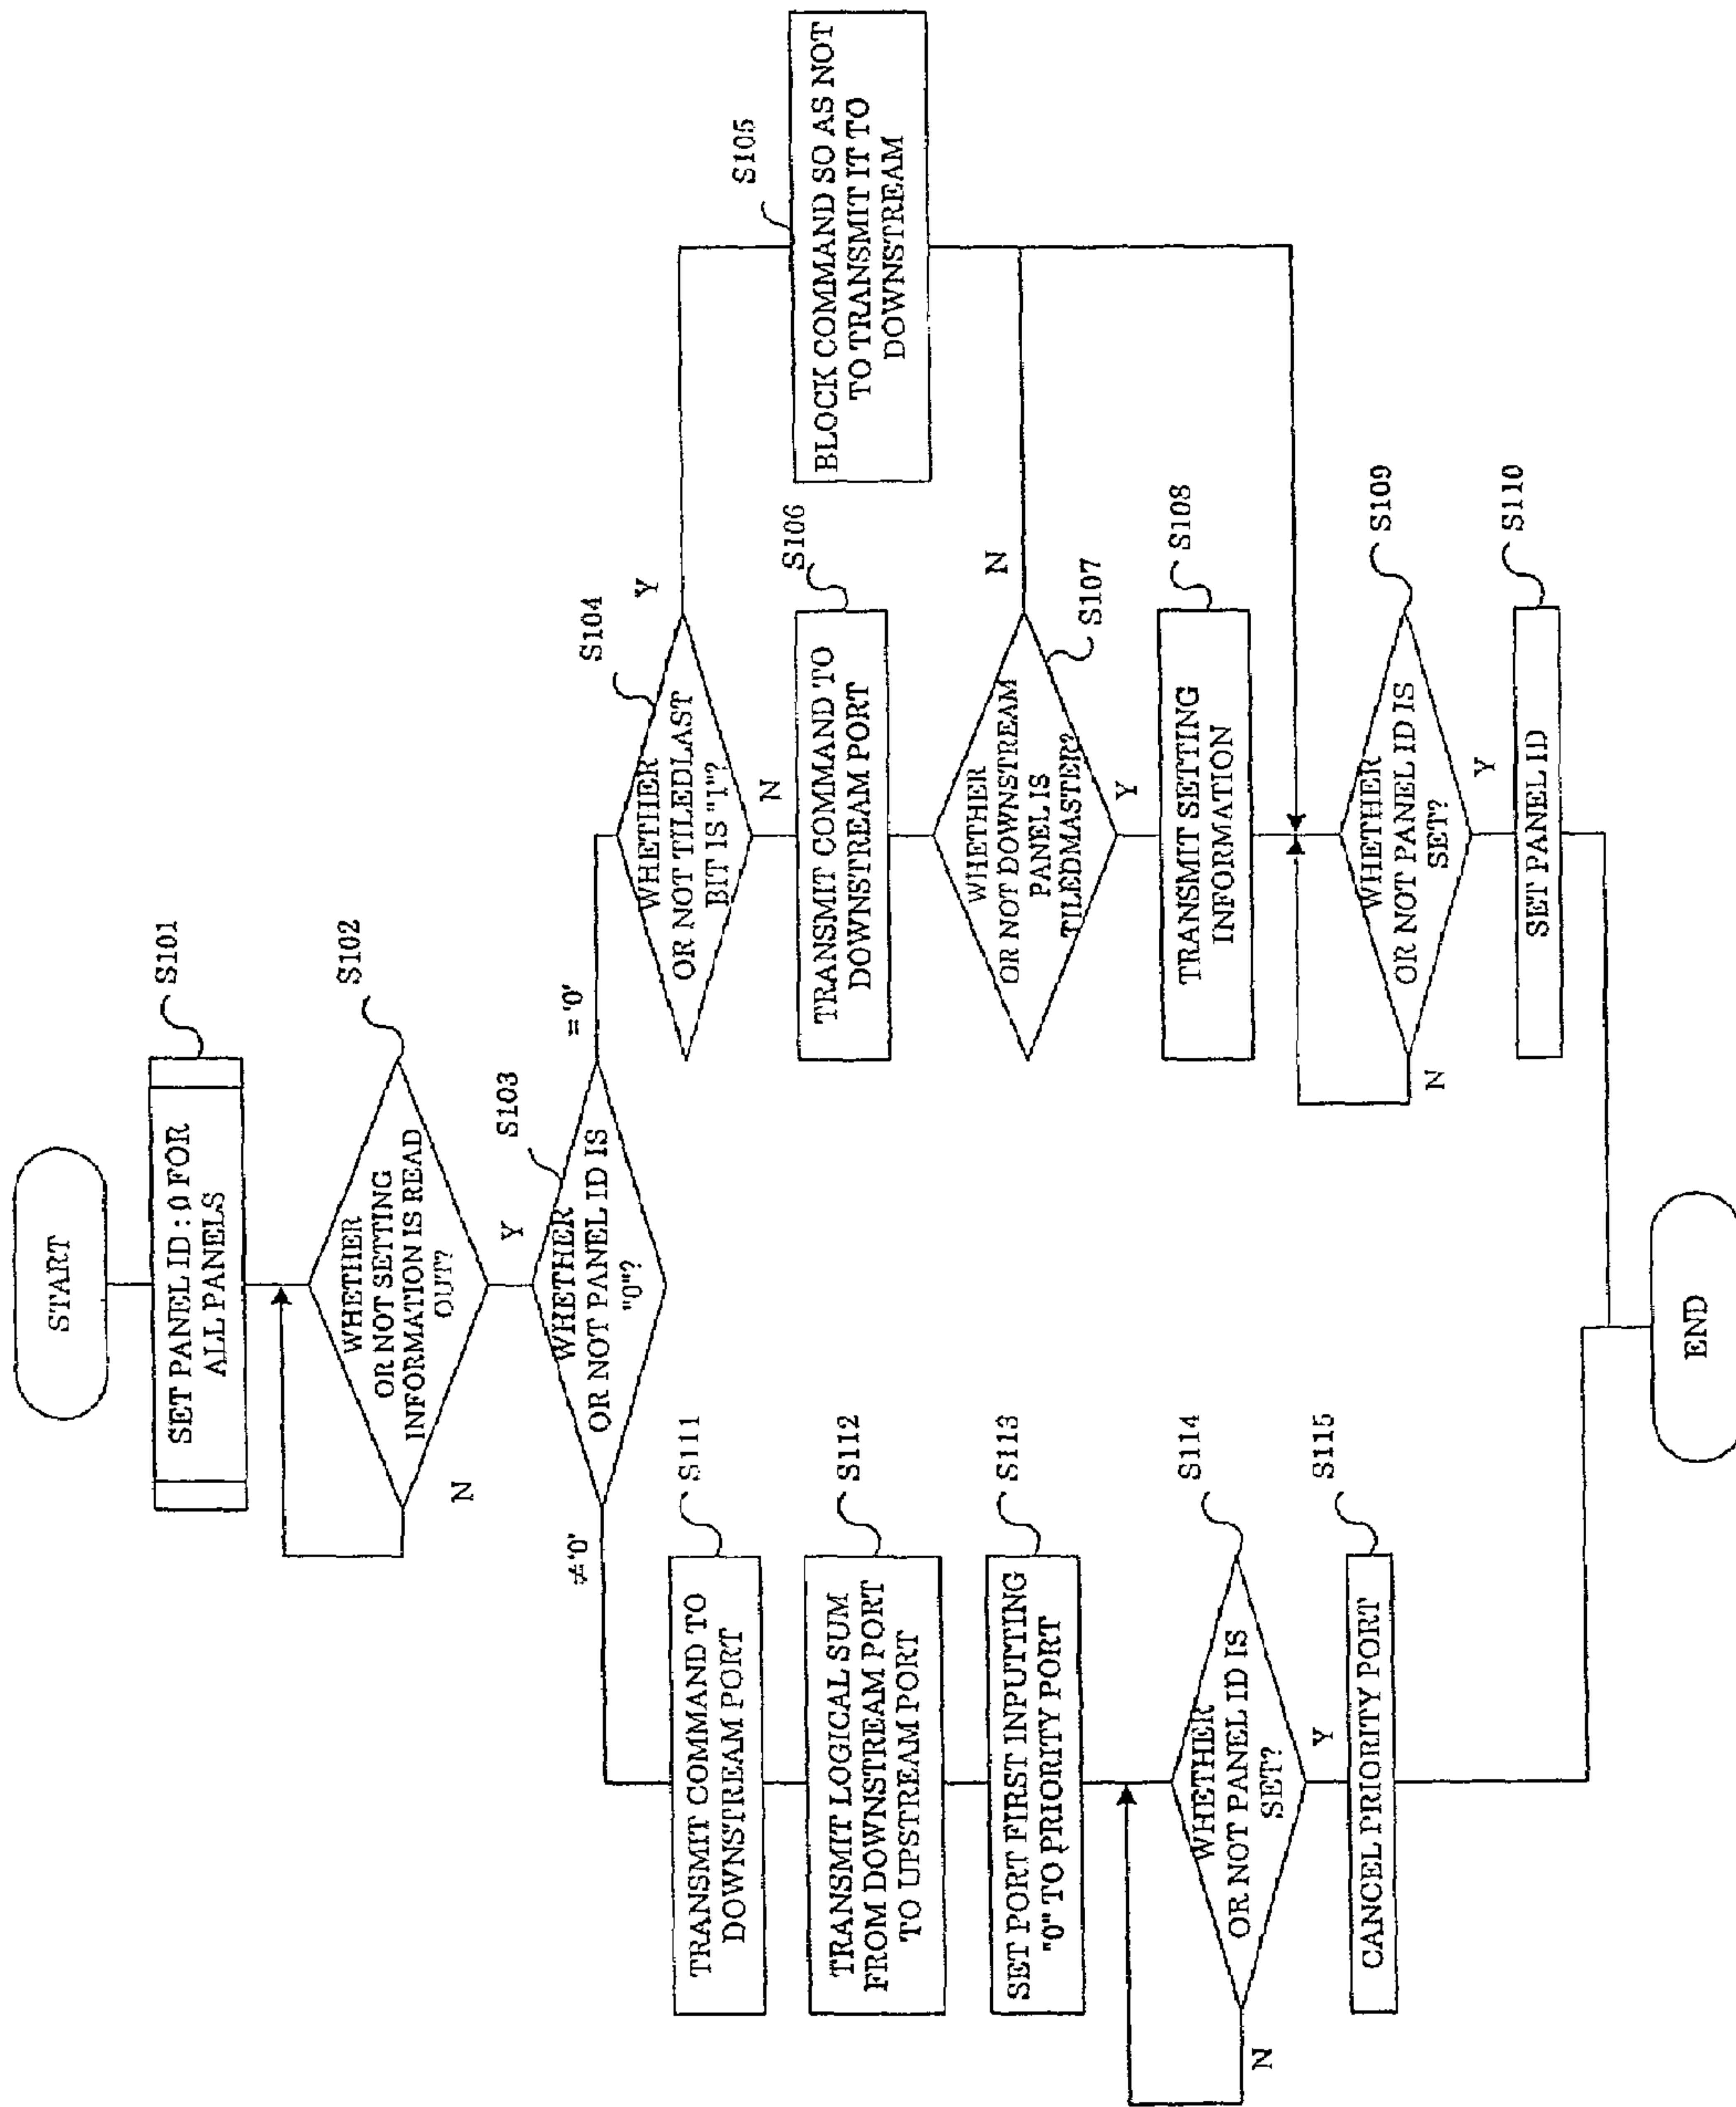 START
S101
SET PANEL ID : 0 FOR
ALL PANELS
S102
WHETHER
OR NOT SETTING
INFORMATION IS READ
OUT?
N
Y
S103
WHETHER
OR NOT PANEL ID IS
"0"?
≠'0'
='0'
S111
TRANSMIT COMMAND TO
DOWNSTREAM PORT
S112
TRANSMIT LOGICAL SUM
FROM DOWNSTREAM PORT
TO UPSTREAM PORT
S113
SET PORT FIRST INPUTTING
"0" TO PRIORITY PORT
S114
WHETHER
OR NOT PANEL ID IS
SET?
N
Y
S115
CANCEL PRIORITY PORT
S104
WHETHER
OR NOT TILEDLAST
BIT IS "1"?
Y
N
S105
BLOCK COMMAND SO AS NOT
TO TRANSMIT IT TO
DOWNSTREAM
S106
TRANSMIT COMMAND TO
DOWNSTREAM PORT
S107
WHETHER
OR NOT DOWNSTREAM
PANEL IS
TILEDMASTER?
N
Y
S108
TRANSMIT SETTING
INFORMATION
S109
WHETHER
OR NOT PANEL ID IS
SET?
N
Y
S110
SET PANEL ID
END